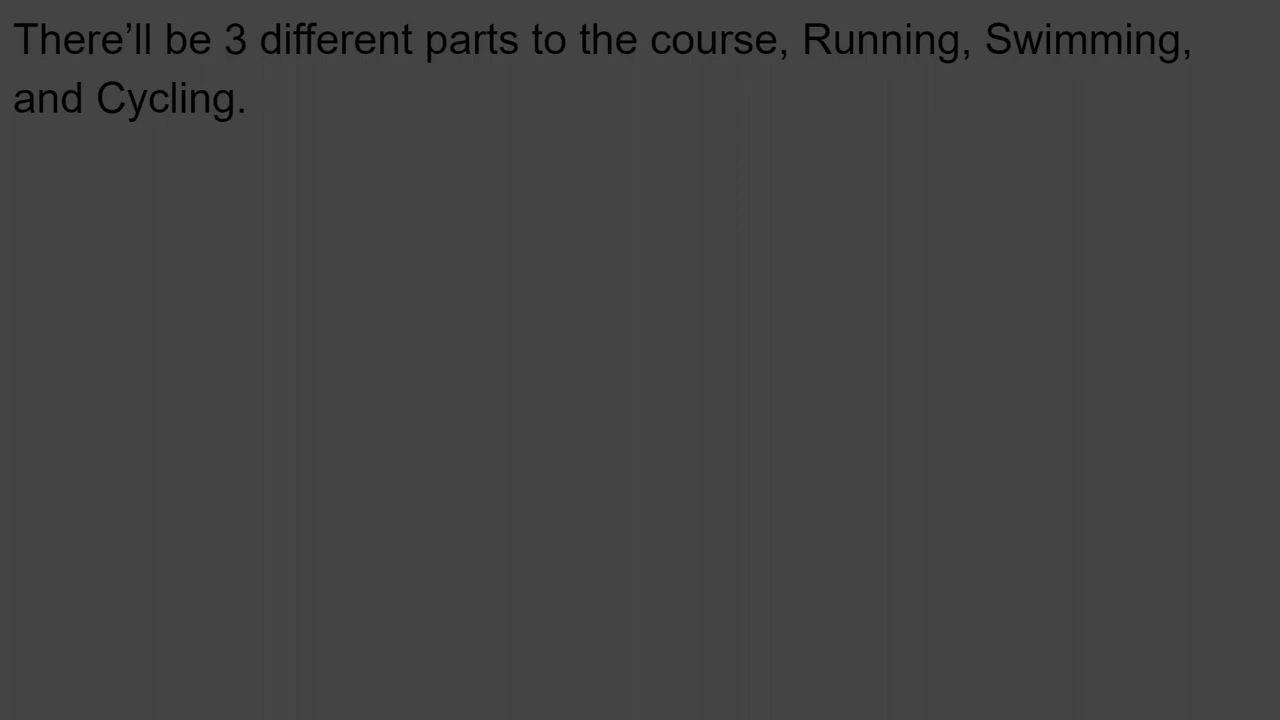 There’ll be 3 different parts to the course, Running, Swimming,
and Cycling.